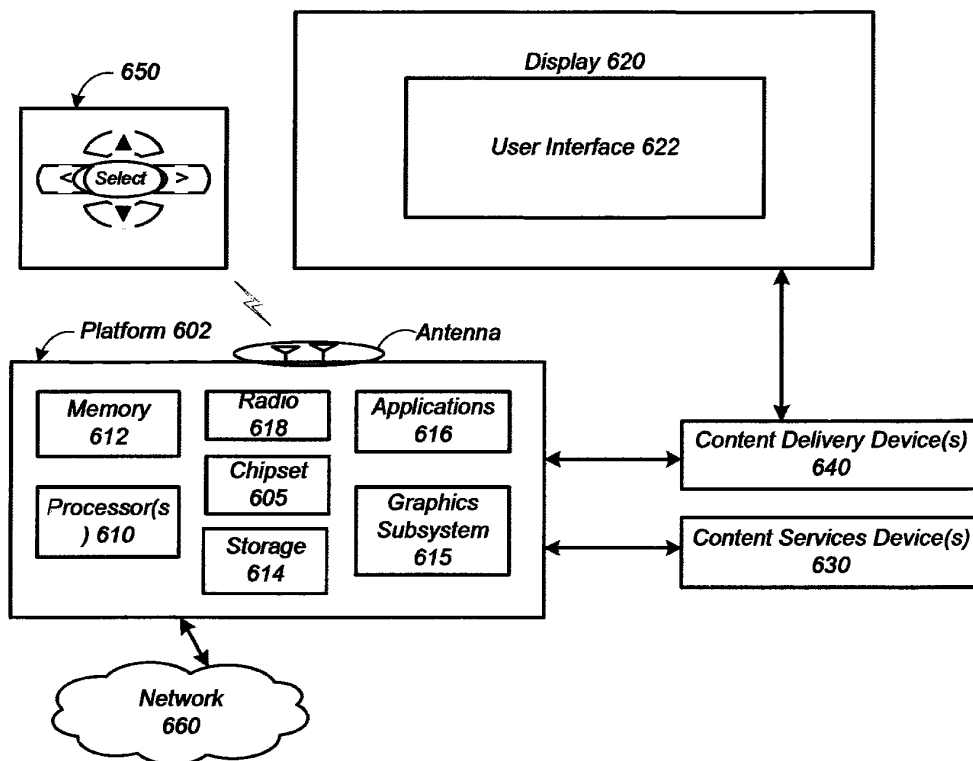 650
< Select >
Display 620
User Interface 622
Platform 602
Antenna
Memory
612
Radio
618
Applications
616
Chipset
605
Processor(s
) 610
Graphics
Subsystem
615
Storage
614
Content Delivery Device(s)
640
Content Services Device(s)
630
Network
660